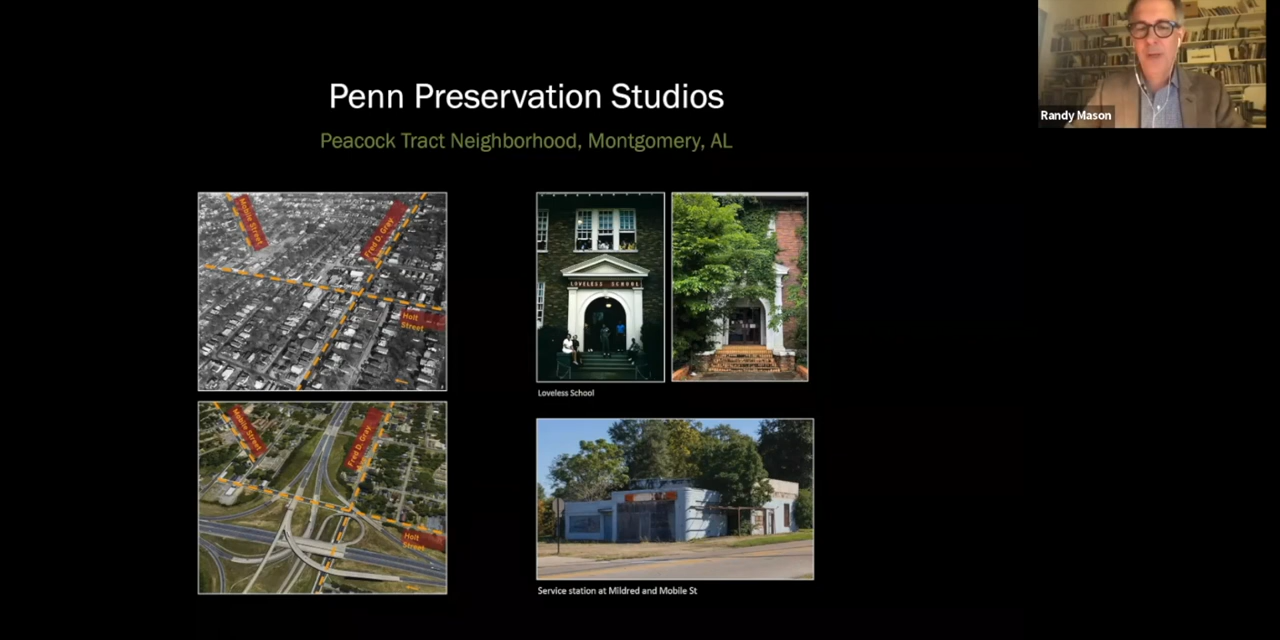 Penn Preservation Studios
Peacock Tract Neighborhood, Montgomery, AL
Randy Mason
Mobile Street
Fred D. Gray
Holt
Street
LOVELESS SCHOOL
Loveless School
Mobile Street
Fred D. Gray
Holt
Street
Service station at Mildred and Mobile St